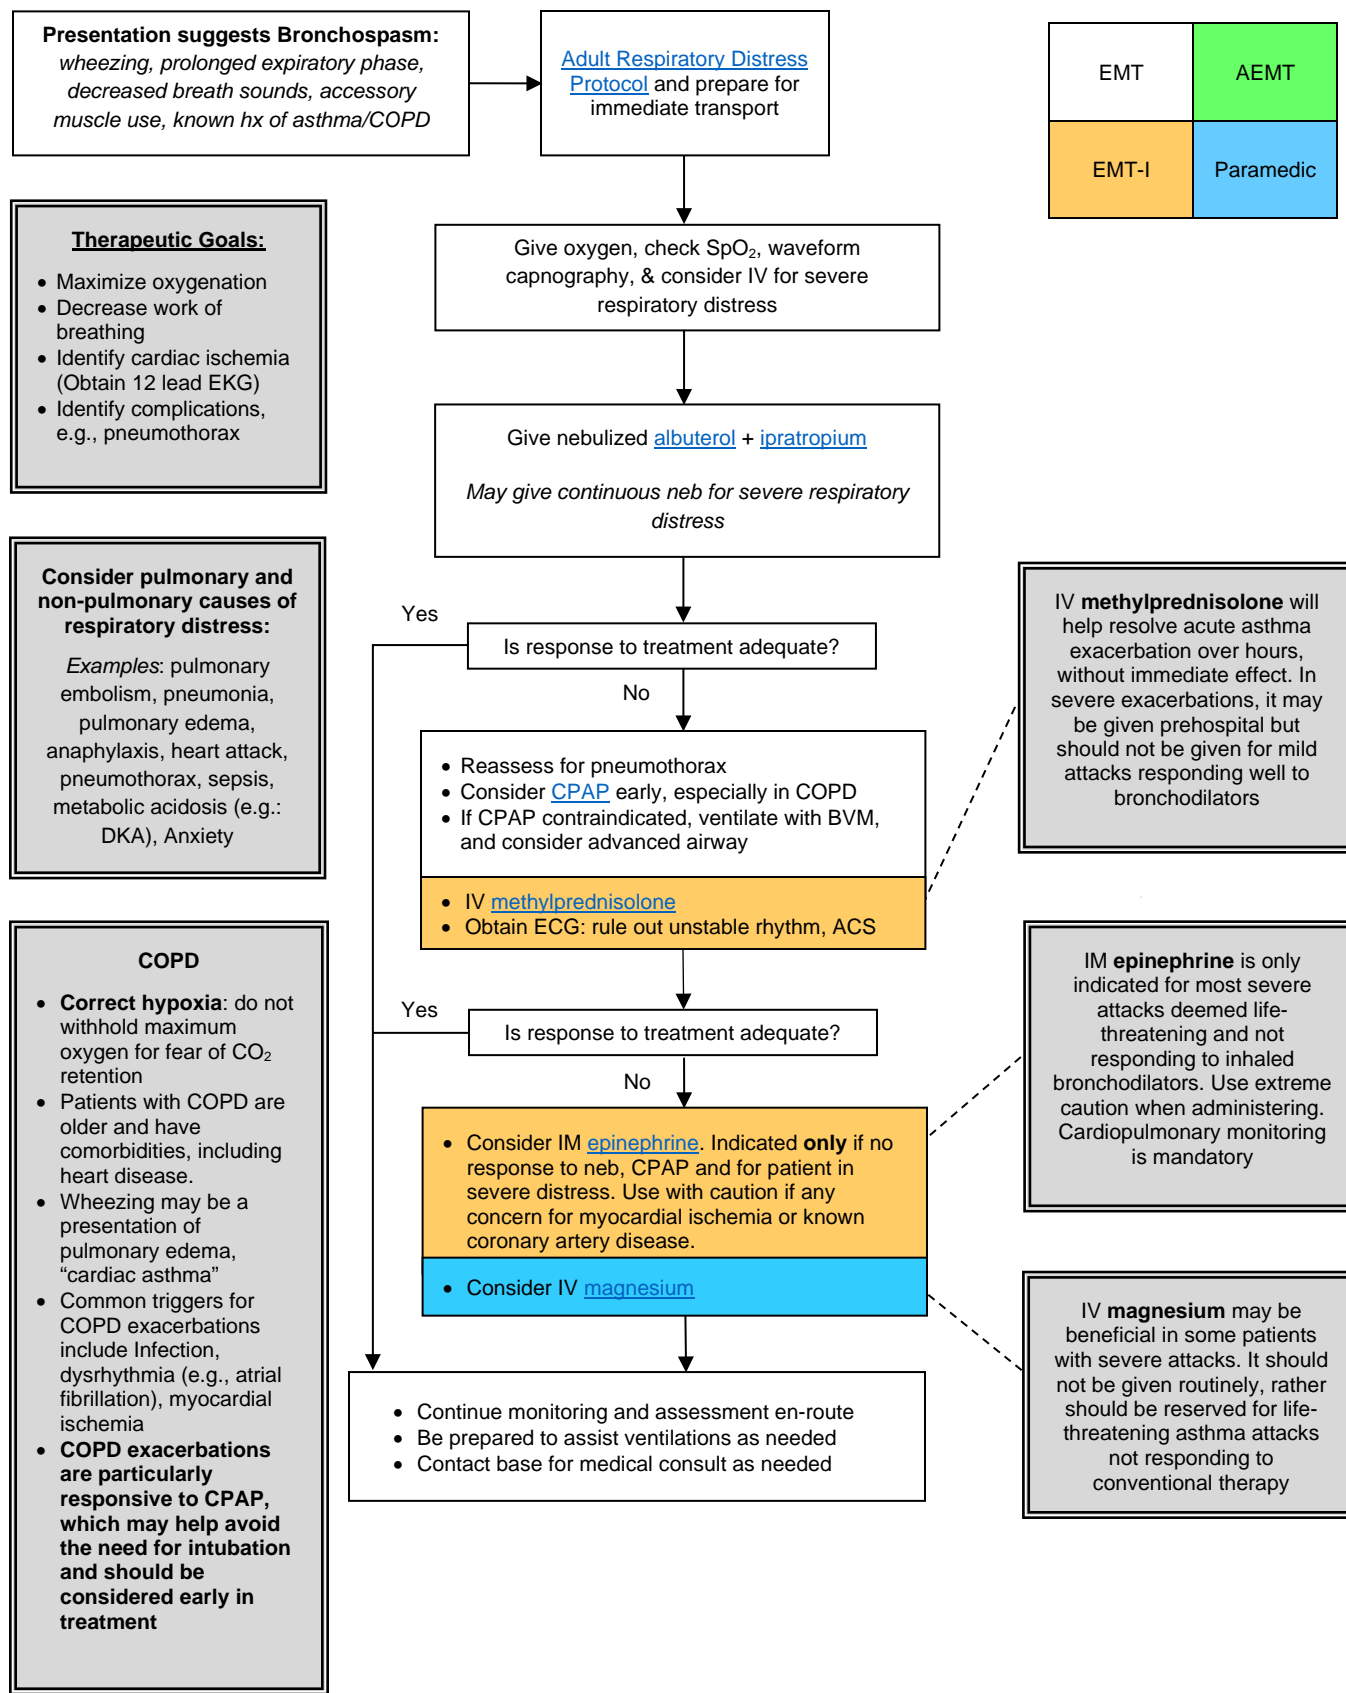 Presentation suggests Bronchospasm:
wheezing, prolonged expiratory phase,
decreased breath sounds, accessory
muscle use, known hx of asthma/COPD
Adult Respiratory Distress
Protocol and prepare for
immediate transport
EMT
AEMT
EMT-I
Paramedic
Therapeutic Goals:
• Maximize oxygenation
• Decrease work of
breathing
• Identify cardiac ischemia
(Obtain 12 lead EKG)
• Identify complications,
e.g., pneumothorax
Give oxygen, check SpO₂, waveform
capnography, & consider IV for severe
respiratory distress
Give nebulized albuterol + ipratropium
May give continuous neb for severe respiratory
distress
Consider pulmonary and
non-pulmonary causes of
respiratory distress:
Examples: pulmonary
embolism, pneumonia,
pulmonary edema,
anaphylaxis, heart attack,
pneumothorax, sepsis,
metabolic acidosis (e.g.:
DKA), Anxiety
Yes
Is response to treatment adequate?
No
IV methylprednisolone will
help resolve acute asthma
exacerbation over hours,
without immediate effect. In
severe exacerbations, it may
be given prehospital but
should not be given for mild
attacks responding well to
bronchodilators
• Reassess for pneumothorax
• Consider CPAP early, especially in COPD
• If CPAP contraindicated, ventilate with BVM,
and consider advanced airway
• IV methylprednisolone
• Obtain ECG: rule out unstable rhythm, ACS
COPD
• Correct hypoxia: do not
withhold maximum
oxygen for fear of CO₂
retention
• Patients with COPD are
older and have
comorbidities, including
heart disease.
• Wheezing may be a
presentation of
pulmonary edema,
“cardiac asthma”
• Common triggers for
COPD exacerbations
include Infection,
dysrhythmia (e.g., atrial
fibrillation), myocardial
ischemia
• COPD exacerbations
are particularly
responsive to CPAP,
which may help avoid
the need for intubation
and should be
considered early in
treatment
Yes
Is response to treatment adequate?
No
IM epinephrine is only
indicated for most severe
attacks deemed life-
threatening and not
responding to inhaled
bronchodilators. Use extreme
caution when administering.
Cardiopulmonary monitoring
is mandatory
• Consider IM epinephrine. Indicated only if no
response to neb, CPAP and for patient in
severe distress. Use with caution if any
concern for myocardial ischemia or known
coronary artery disease.
• Consider IV magnesium
IV magnesium may be
beneficial in some patients
with severe attacks. It should
not be given routinely, rather
should be reserved for life-
threatening asthma attacks
not responding to
conventional therapy
• Continue monitoring and assessment en-route
• Be prepared to assist ventilations as needed
• Contact base for medical consult as needed